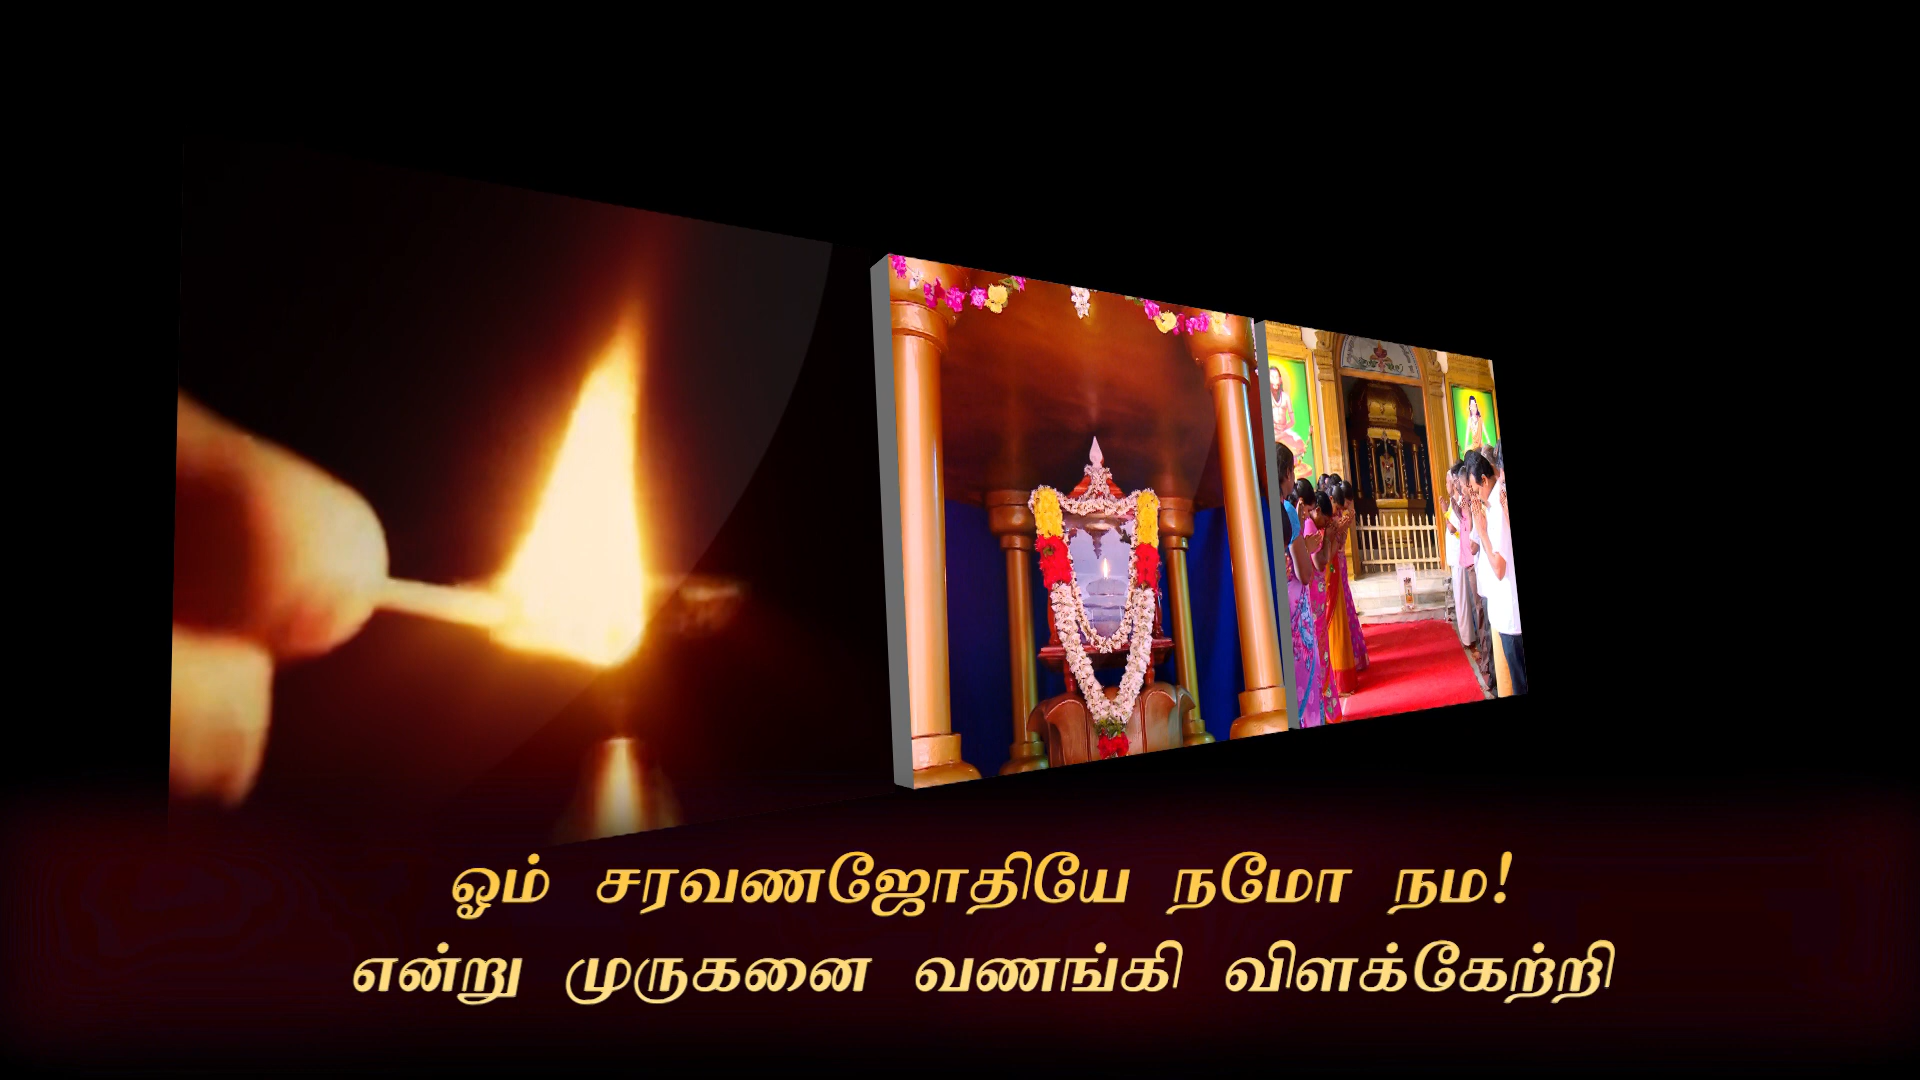 ஓம் சரவணஜோதியே நமோ நம!
என்று முருகனை வணங்கி விளக்கேற்றி